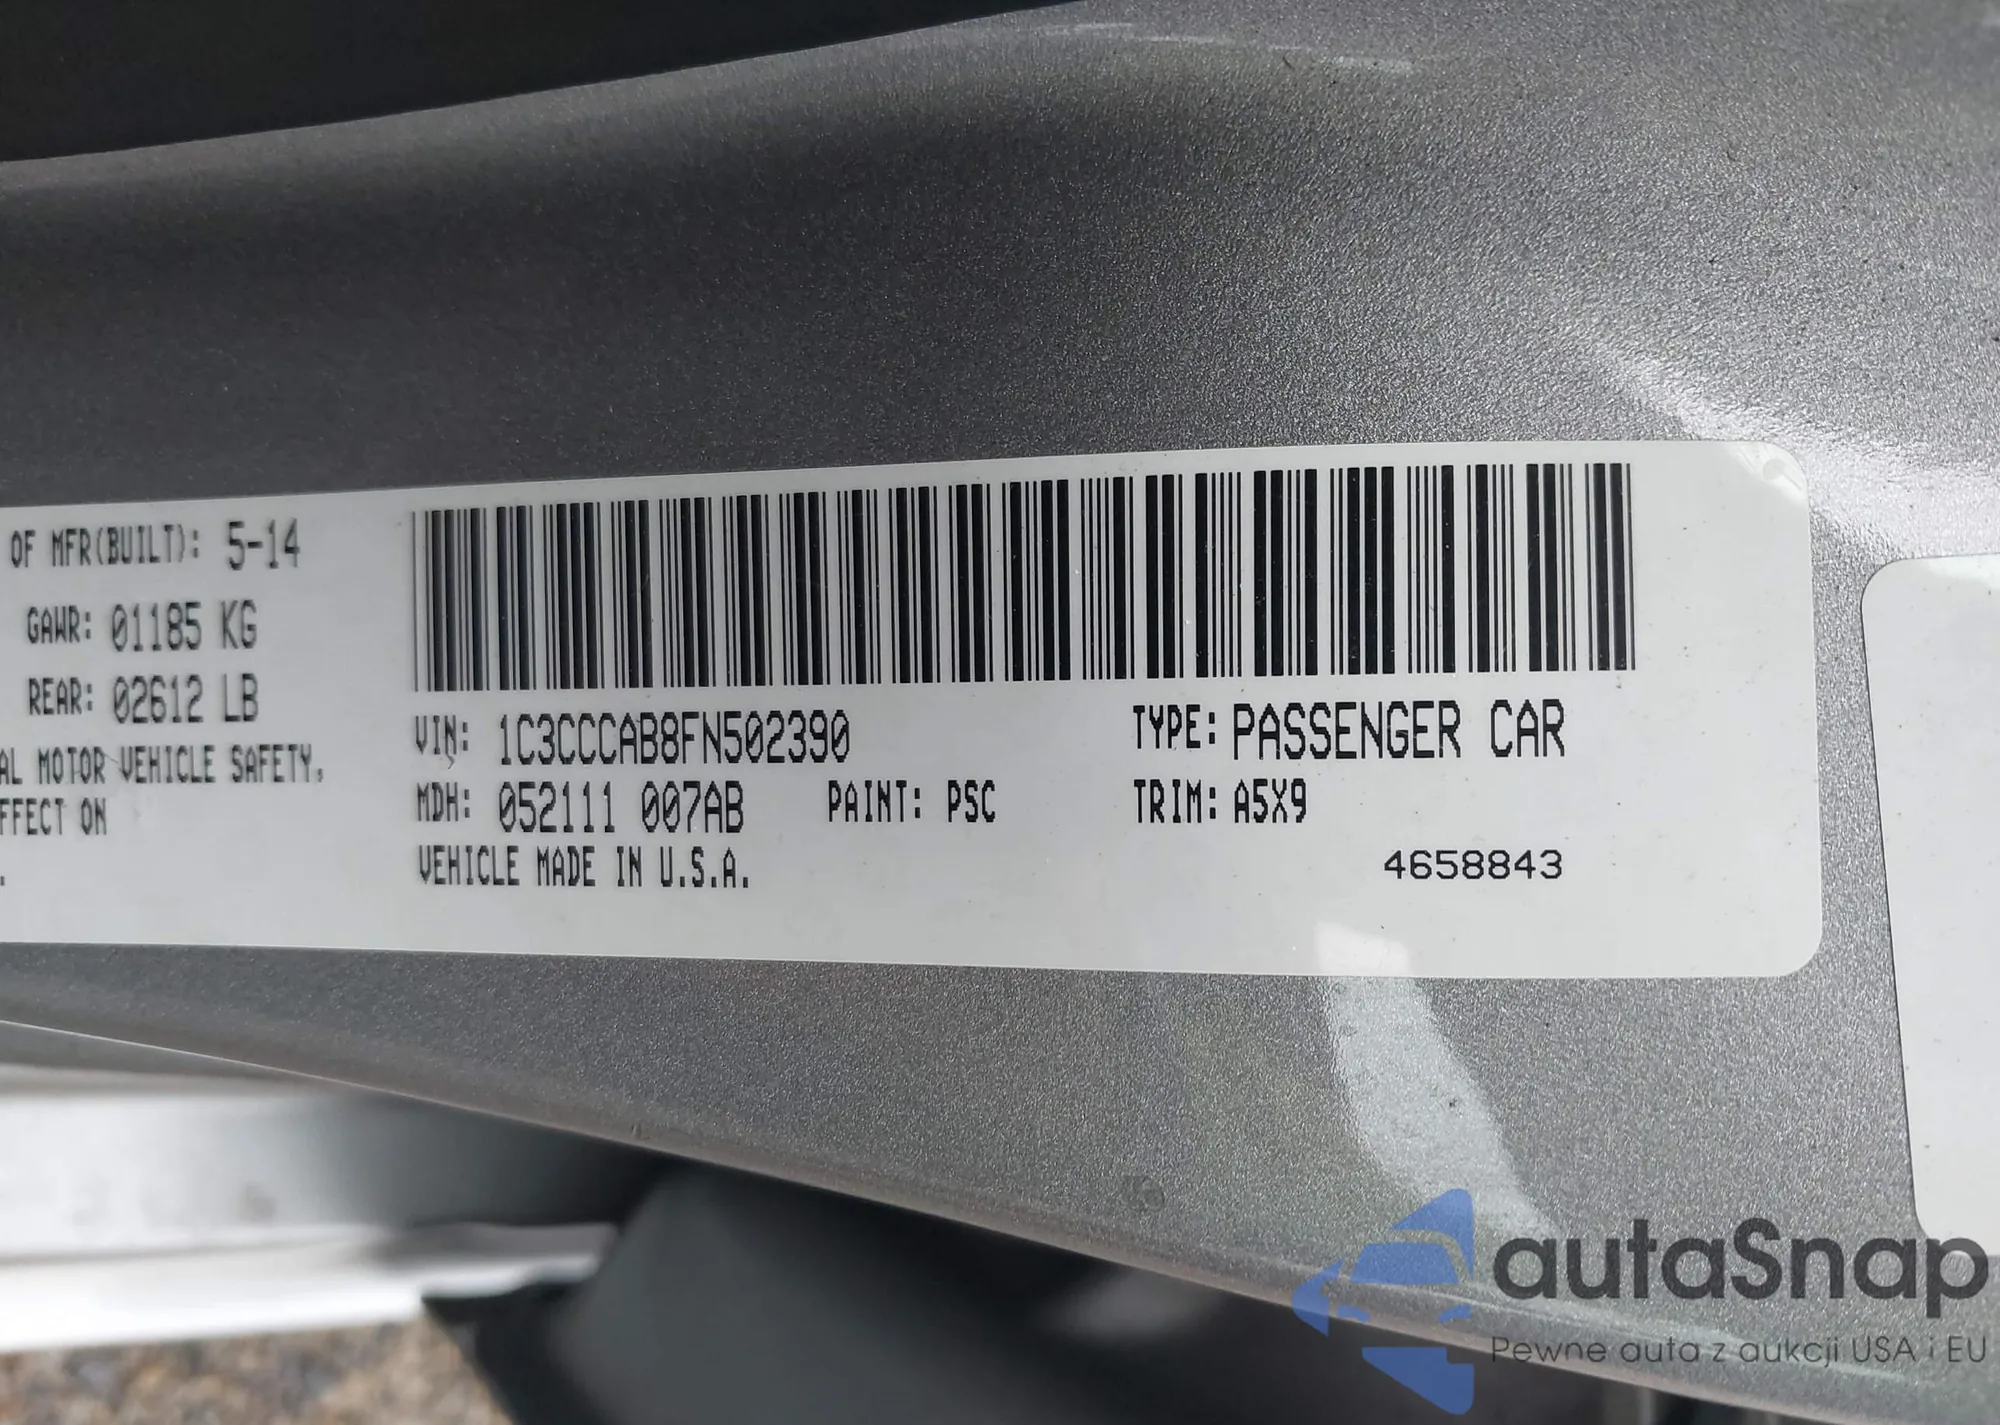 OF MFR(BUILT): 5-14
GAWR: 01185 KG
REAR: 02612 LB
AL MOTOR VEHICLE SAFETY,
FFECT ON
.
VIN: 1C3CCCAB8FN502390
TYPE: PASSENGER CAR
MDH: 052111 007AB
PAINT: PSC
TRIM: A5X9
VEHICLE MADE IN U.S.A.
4658843
autaSnap
Pewne auta z aukcji USA i EU